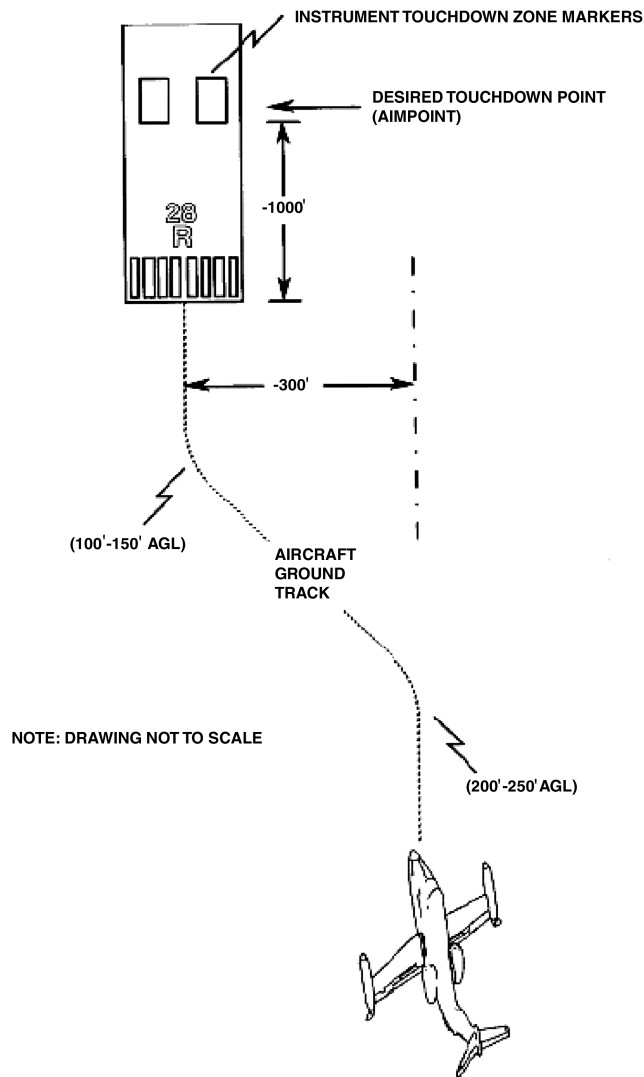 INSTRUMENT TOUCHDOWN ZONE MARKERS
DESIRED TOUCHDOWN POINT
(AIMPOINT)
-1000'
28
R
-300'
(100'-150' AGL)
AIRCRAFT
GROUND
TRACK
NOTE: DRAWING NOT TO SCALE
(200'-250' AGL)